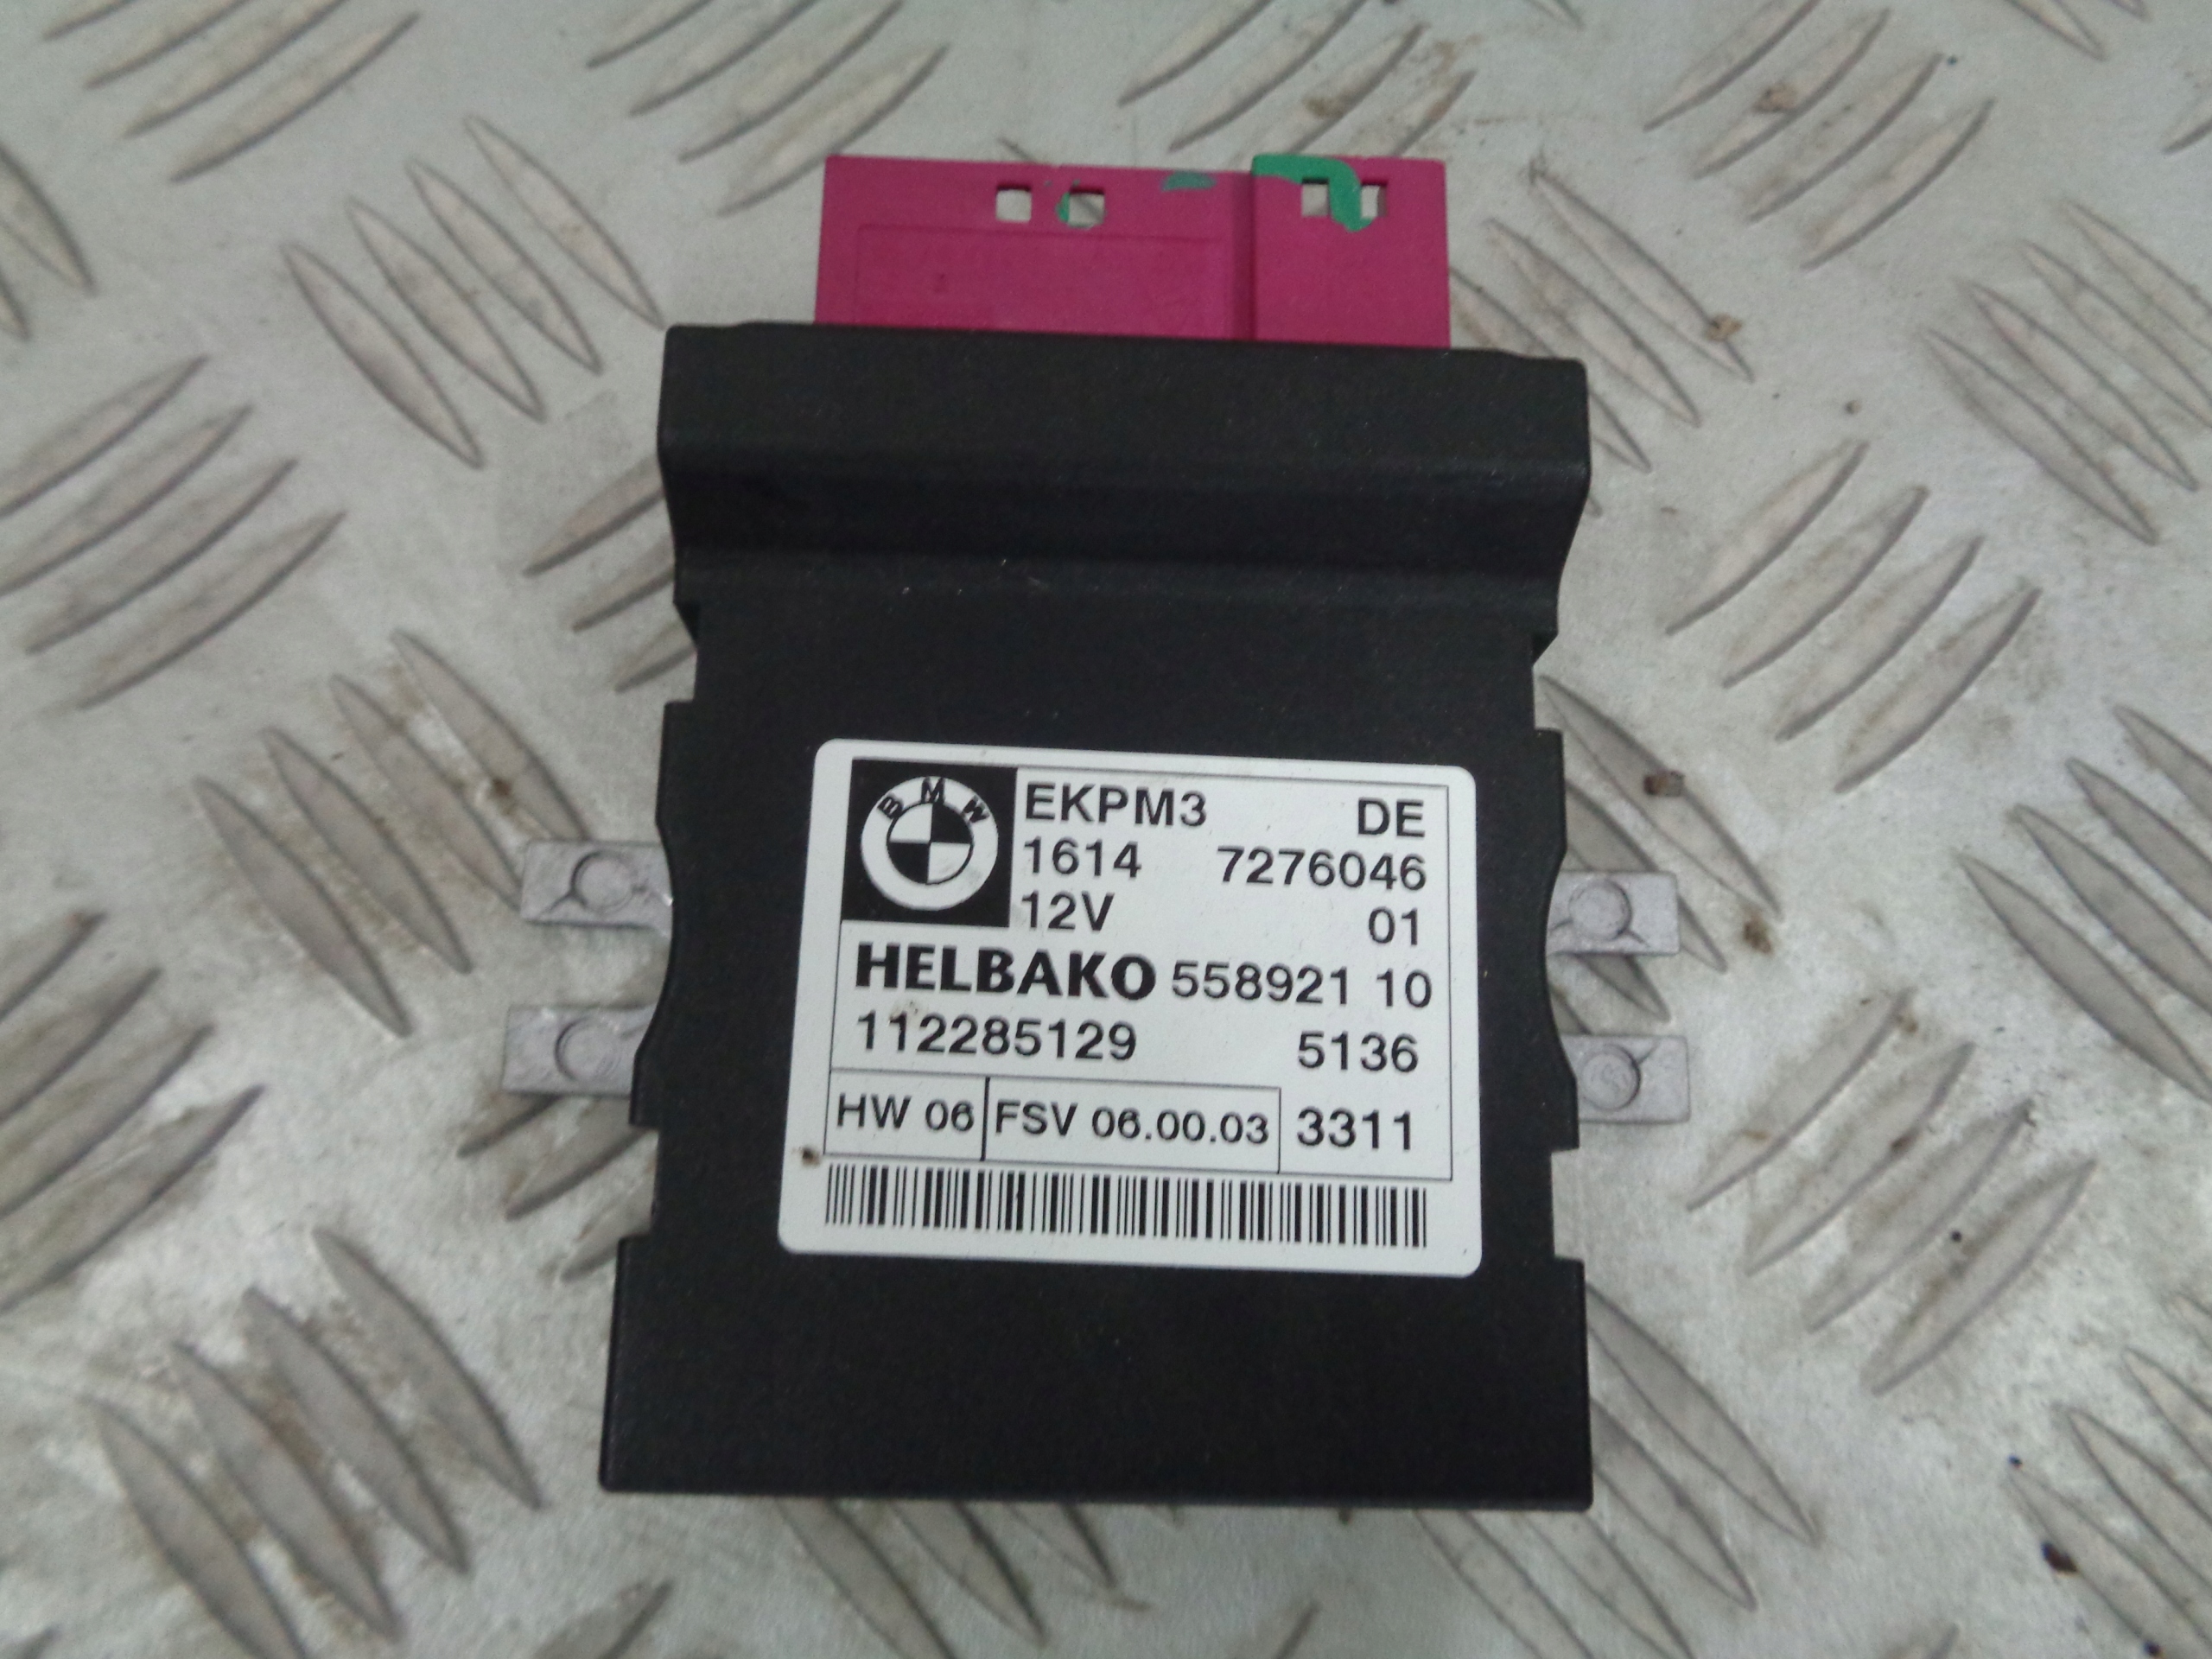 BMW
EKPM3 DE
1614 7276046
12V 01
HELBAKO 558921 10
112285129 5136
HW 06 FSV 06.00.03 3311